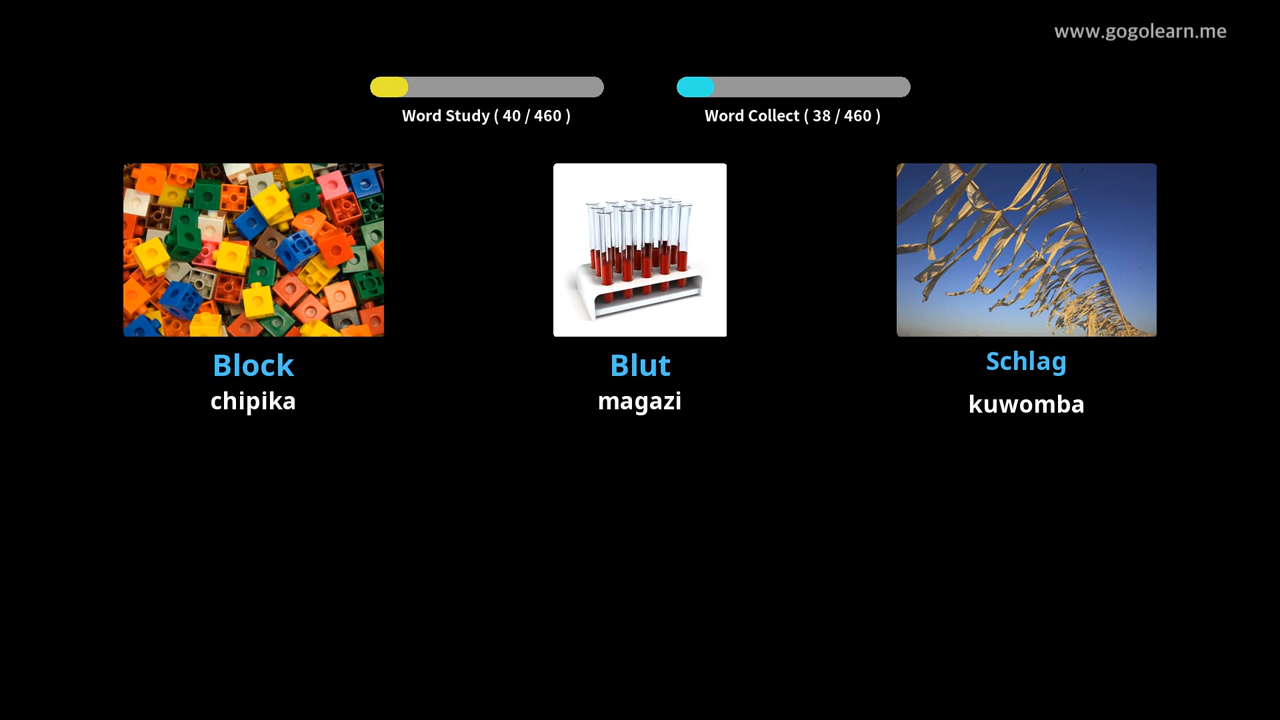 www.gogolearn.me
Word Study ( 40 / 460 )
Word Collect ( 38 / 460 )
Block
chipika
Blut
magazi
Schlag
kuwomba